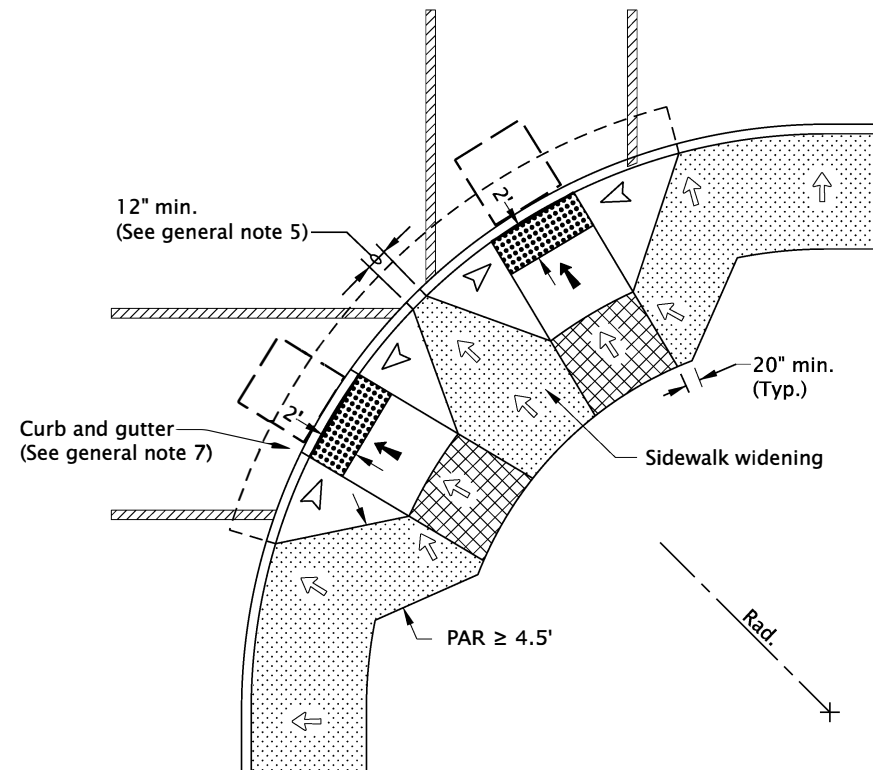 2'
12" min.
(See general note 5)
20" min.
(Typ.)
2'
Curb and gutter
(See general note 7)
Sidewalk widening
Rad.
PAR ≥ 4.5'